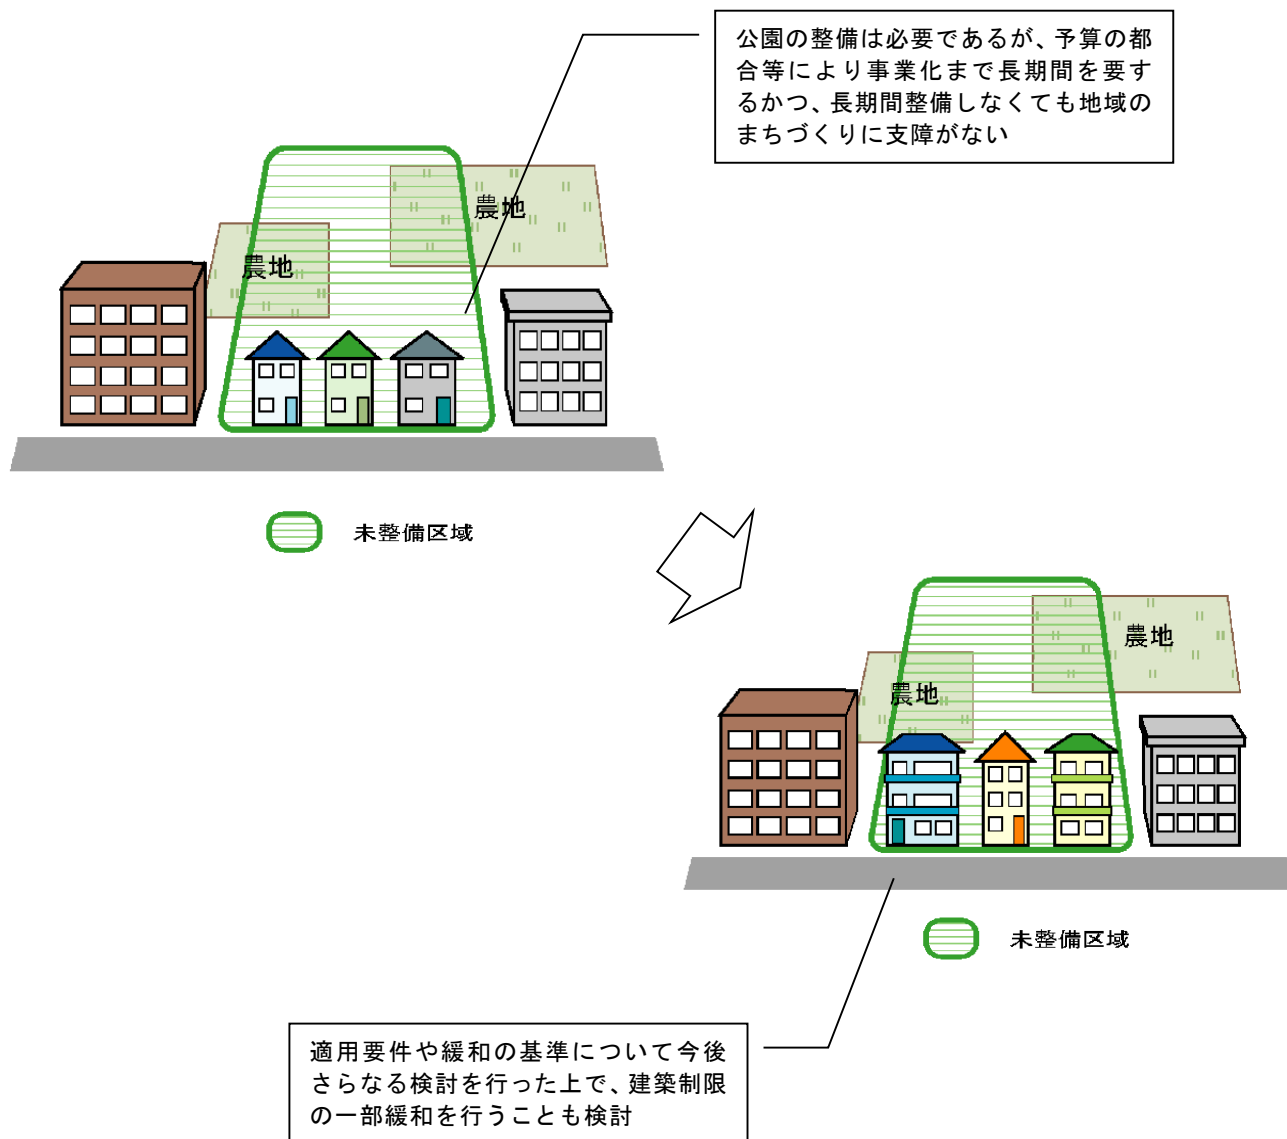 公園の整備は必要であるが、予算の都
合等により事業化まで長期間を要す
るかつ、長期間整備しなくても地域の
まちづくりに支障がない
農地
農地
未整備区域
農地
農地
未整備区域
適用要件や緩和の基準について今後
さらなる検討を行った上で、建築制限
の一部緩和を行うことも検討